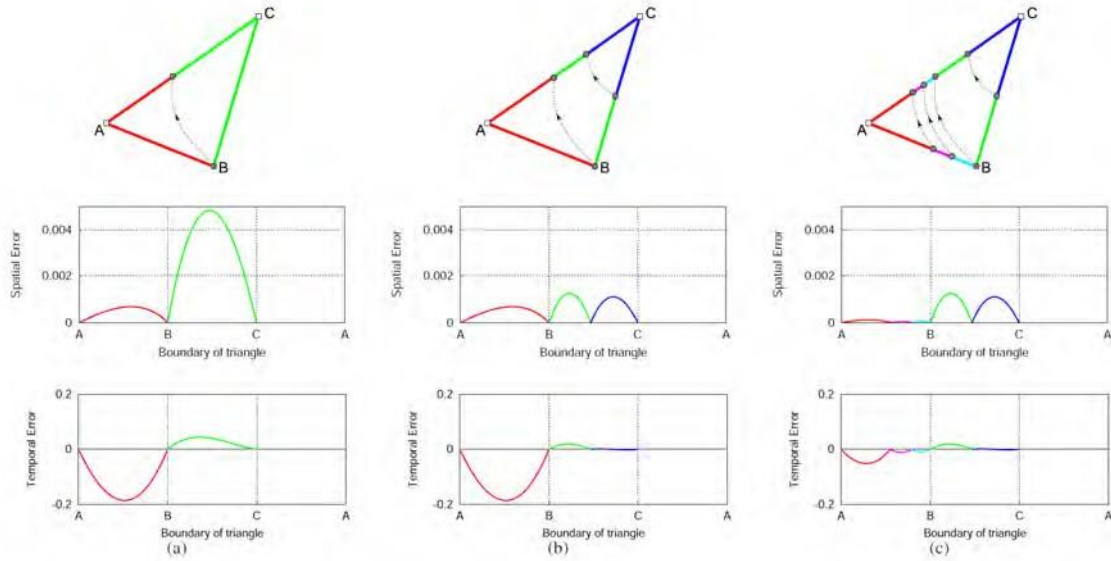 C
A
B
C
A
B
C
A
B
Spatial Error
0.004
0.002
0
A B C A
Boundary of triangle
Spatial Error
0.004
0.002
0
A B C A
Boundary of triangle
Spatial Error
0.004
0.002
0
A B C A
Boundary of triangle
Temporal Error
0.2
0
-0.2
A B C A
Boundary of triangle
(a)
Temporal Error
0.2
0
-0.2
A B C A
Boundary of triangle
(b)
Temporal Error
0.2
0
-0.2
A B C A
Boundary of triangle
(c)